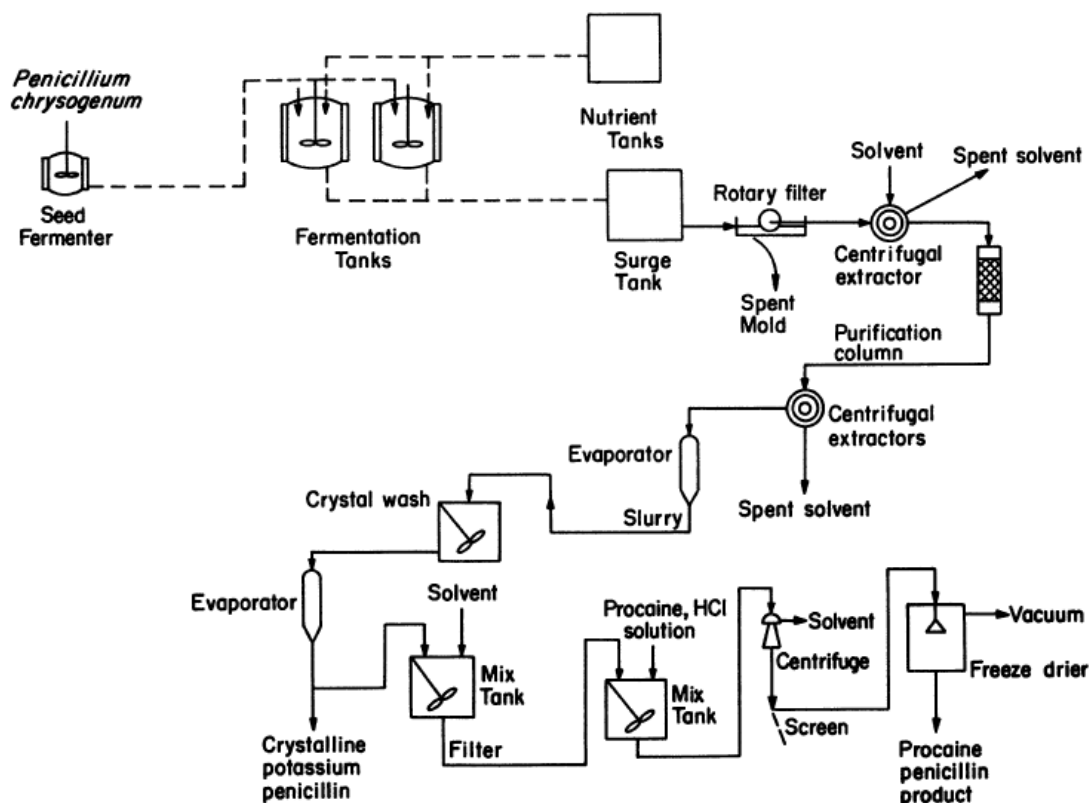 Penicillium
chrysogenum
Seed
Fermenter
Fermentation
Tanks
Nutrient
Tanks
Surge
Tank
Rotary filter
Spent
Mold
Solvent
Spent solvent
Centrifugal
extractor
Purification
column
Centrifugal
extractors
Spent solvent
Evaporator
Slurry
Crystal wash
Evaporator
Crystalline
potassium
penicillin
Solvent
Mix
Tank
Filter
Procaine, HCl
solution
Mix
Tank
Solvent
Centrifuge
Screen
Vacuum
Freeze drier
Procaine
penicillin
product